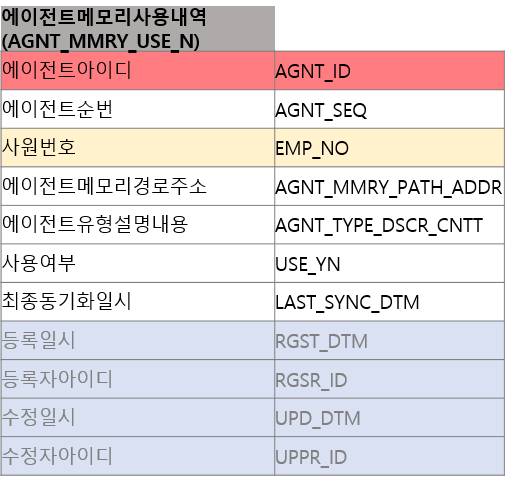 에이전트메모리사용내역
(AGNT_MMRY_USE_N)
에이전트아이디 AGNT_ID
에이전트순번 AGNT_SEQ
사원번호 EMP_NO
에이전트메모리경로주소 AGNT_MMRY_PATH_ADDR
에이전트유형설명내용 AGNT_TYPE_DSCR_CNTT
사용여부 USE_YN
최종동기화일시 LAST_SYNC_DTM
등록일시 RGST_DTM
등록자아이디 RGSR_ID
수정일시 UPD_DTM
수정자아이디 UPPR_ID